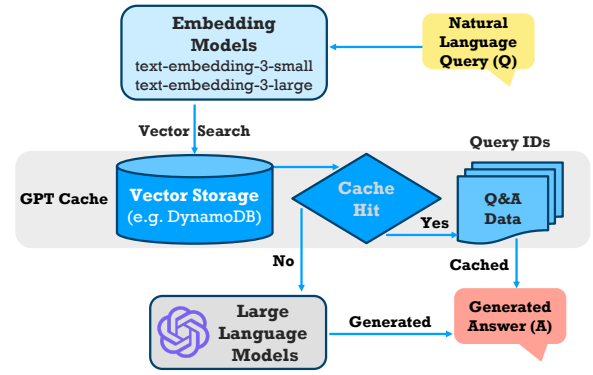 Embedding
Models
text-embedding-3-small
text-embedding-3-large
Natural
Language
Query (Q)
Vector Search
Query IDs
GPT Cache
Vector Storage
(e.g. DynamoDB)
Cache
Hit
Q&A
Data
Yes
No
Cached
Large
Language
Models
Generated
Generated
Answer (A)